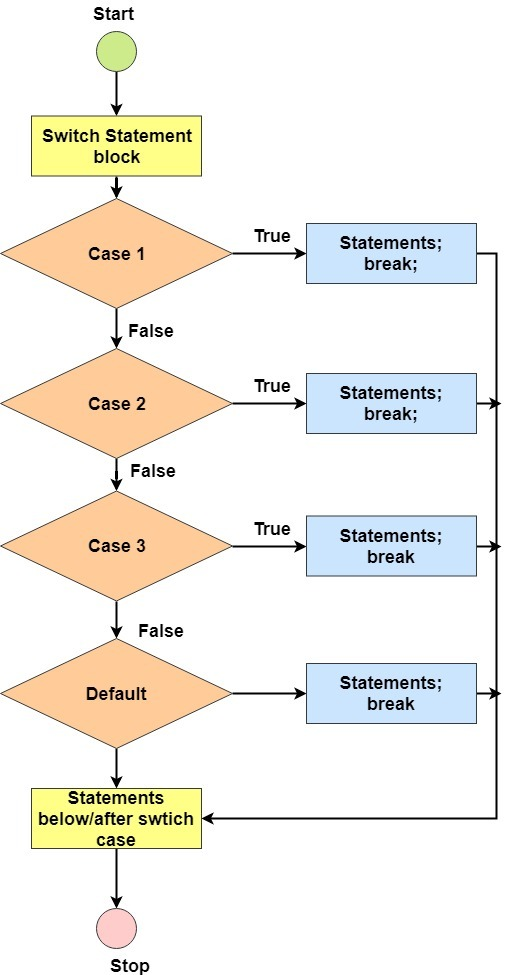 Start
Switch Statement
block
Case 1
True
Statements;
break;
False
Case 2
True
Statements;
break;
False
Case 3
True
Statements;
break
False
Default
Statements;
break
Statements
below/after swtich
case
Stop